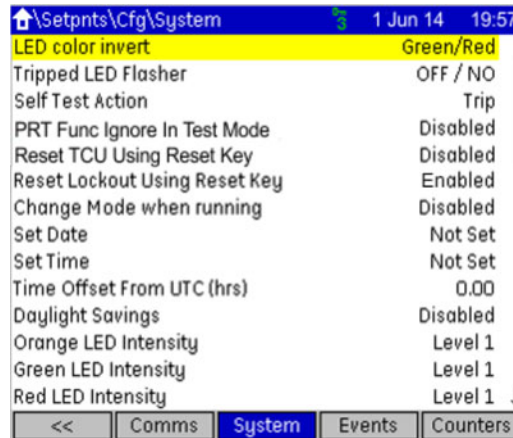 \Setpnts\Cfg\System 3 1 Jun 14 19:57
LED color invert Green/Red
Tripped LED Flasher OFF / NO
Self Test Action Trip
PRT Func Ignore In Test Mode Disabled
Reset TCU Using Reset Key Disabled
Reset Lockout Using Reset Key Enabled
Change Mode when running Disabled
Set Date Not Set
Set Time Not Set
Time Offset From UTC (hrs) 0.00
Daylight Savings Disabled
Orange LED Intensity Level 1
Green LED Intensity Level 1
Red LED Intensity Level 1
<< Comms System Events Counters